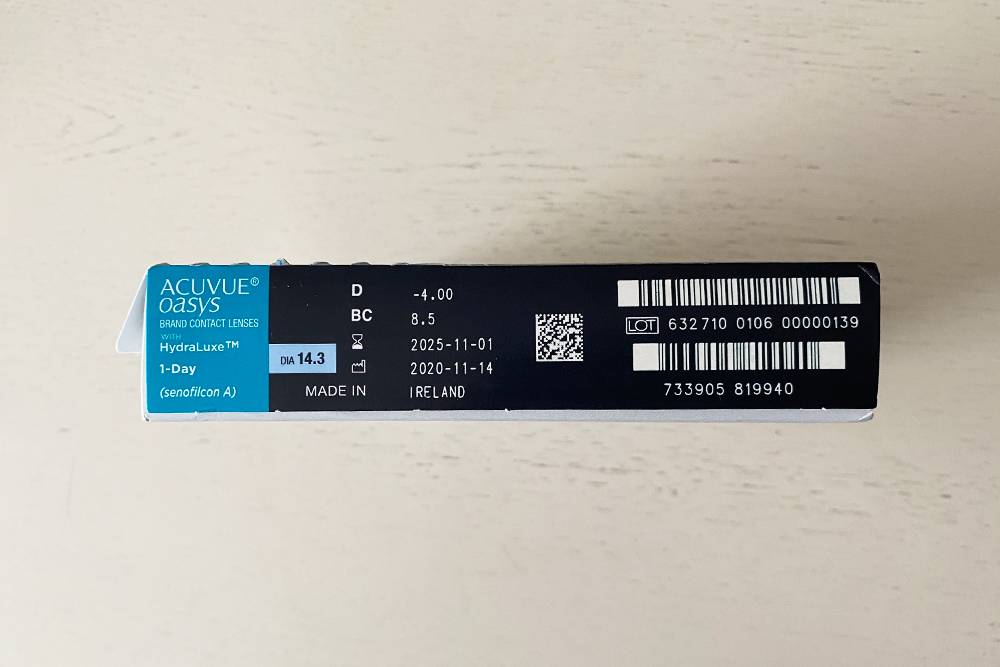 ACUVUE®
oasys
BRAND CONTACT LENSES
WITH
HydraLuxe™
1-Day
(senofilcon A)
DIA 14.3
D -4.00
BC 8.5
2025-11-01
2020-11-14
MADE IN IRELAND
LOT 632710 0106 00000139
733905 819940